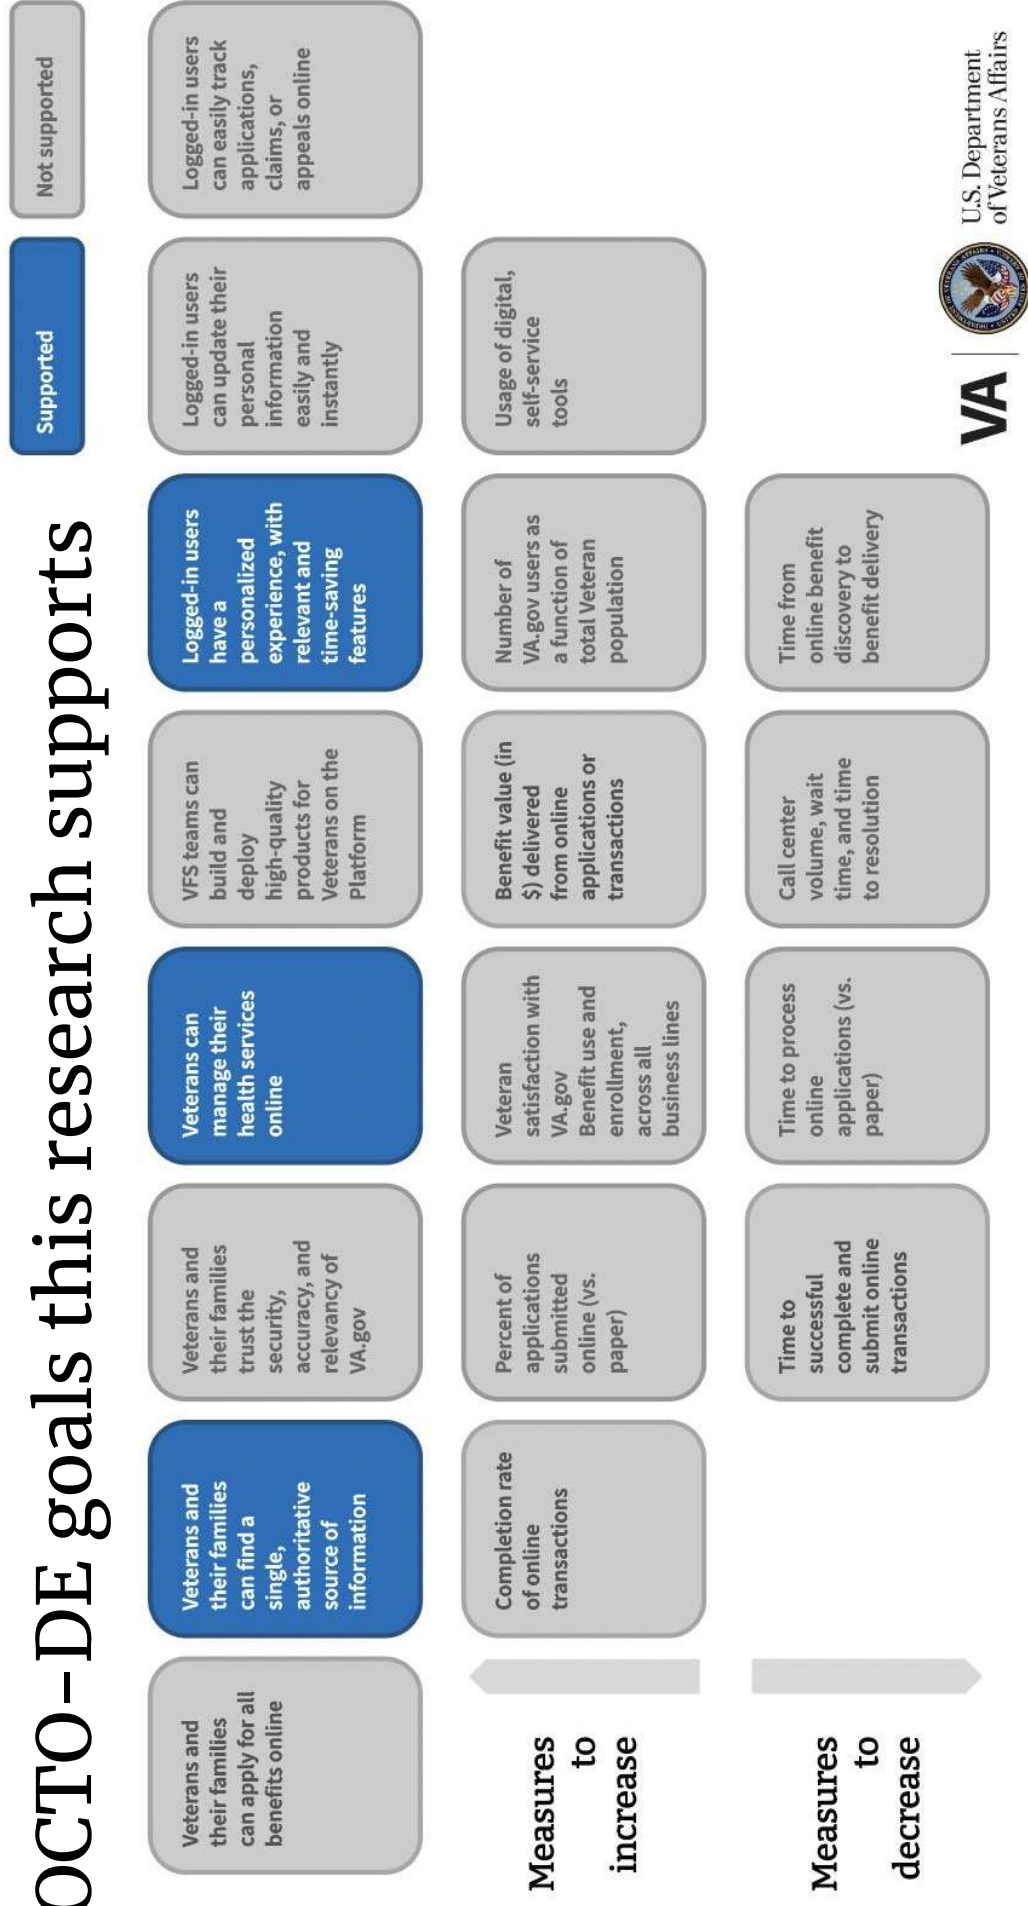 OCTO-DE goals this research supports
Supported
Not supported
Veterans and
their families
can apply for all
benefits online
Veterans and
their families
can find a
single,
authoritative
source of
information
Veterans and
their families
trust the
security,
accuracy, and
relevancy of
VA.gov
Veterans can
manage their
health services
online
VFS teams can
build and
deploy
high-quality
products for
Veterans on the
Platform
Logged-in users
have a
personalized
experience, with
relevant and
time-saving
features
Logged-in users
can update their
personal
information
easily and
instantly
Logged-in users
can easily track
applications,
claims, or
appeals online
Measures
to
increase
Completion rate
of online
transactions
Percent of
applications
submitted
online (vs.
paper)
Veteran
satisfaction with
VA.gov
Benefit use and
enrollment,
across all
business lines
Benefit value (in
$) delivered
from online
applications or
transactions
Number of
VA.gov users as
a function of
total Veteran
population
Usage of digital,
self-service
tools
Measures
to
decrease
Time to
successful
complete and
submit online
transactions
Time to process
online
applications (vs.
paper)
Call center
volume, wait
time, and time
to resolution
Time from
online benefit
discovery to
benefit delivery
VA
U.S. Department
of Veterans Affairs